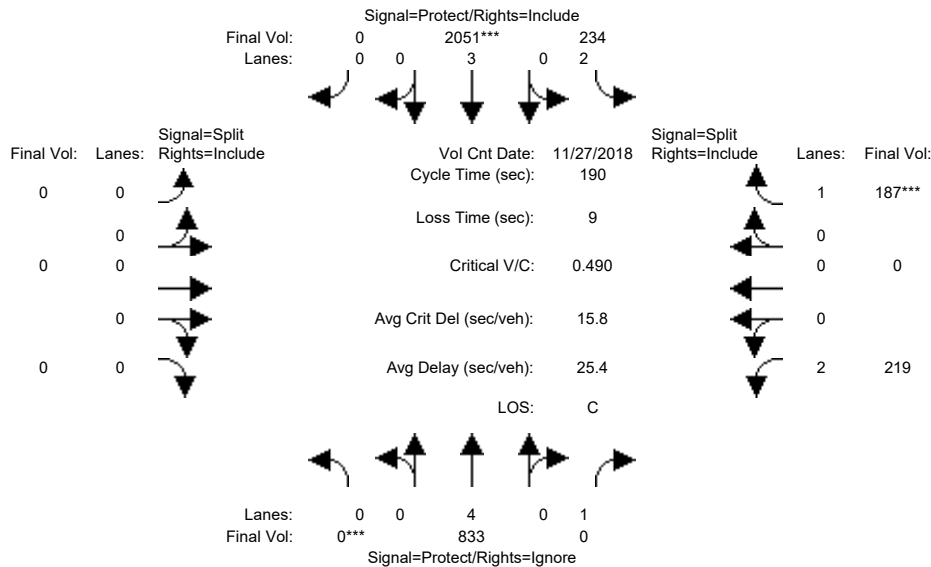 Signal=Protect/Rights=Include
Final Vol: 0 2051*** 234
Lanes: 0 0 3 0 2
Signal=Split Signal=Split
Final Vol: Lanes: Rights=Include Vol Cnt Date: 11/27/2018 Rights=Include Lanes: Final Vol:
Cycle Time (sec): 190
0 0 1 187***
Loss Time (sec): 9
0 0
0 0 Critical V/C: 0.490 0 0
0 Avg Crit Del (sec/veh): 15.8 0
0 0 Avg Delay (sec/veh): 25.4 2 219
LOS: C
Lanes: 0 0 4 0 1
Final Vol: 0*** 833 0
Signal=Protect/Rights=Ignore